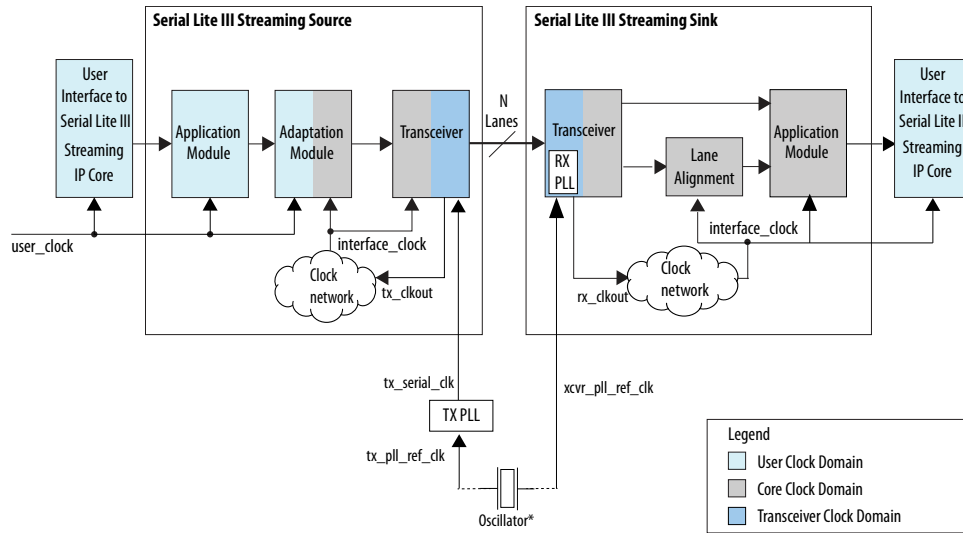 Serial Lite III Streaming Source
Serial Lite III Streaming Sink
User
Interface to
Serial Lite III
Streaming
IP Core
Application
Module
Adaptation
Module
Transceiver
N
Lanes
Transceiver
RX
PLL
Lane
Alignment
Application
Module
User
Interface to
Serial Lite II
Streaming
IP Core
user_clock
interface_clock
Clock
network
tx_clkout
interface_clock
rx_clkout
Clock
network
tx_serial_clk
xcvr_pll_ref_clk
TX PLL
tx_pll_ref_clk
Oscillator*
Legend
User Clock Domain
Core Clock Domain
Transceiver Clock Domain